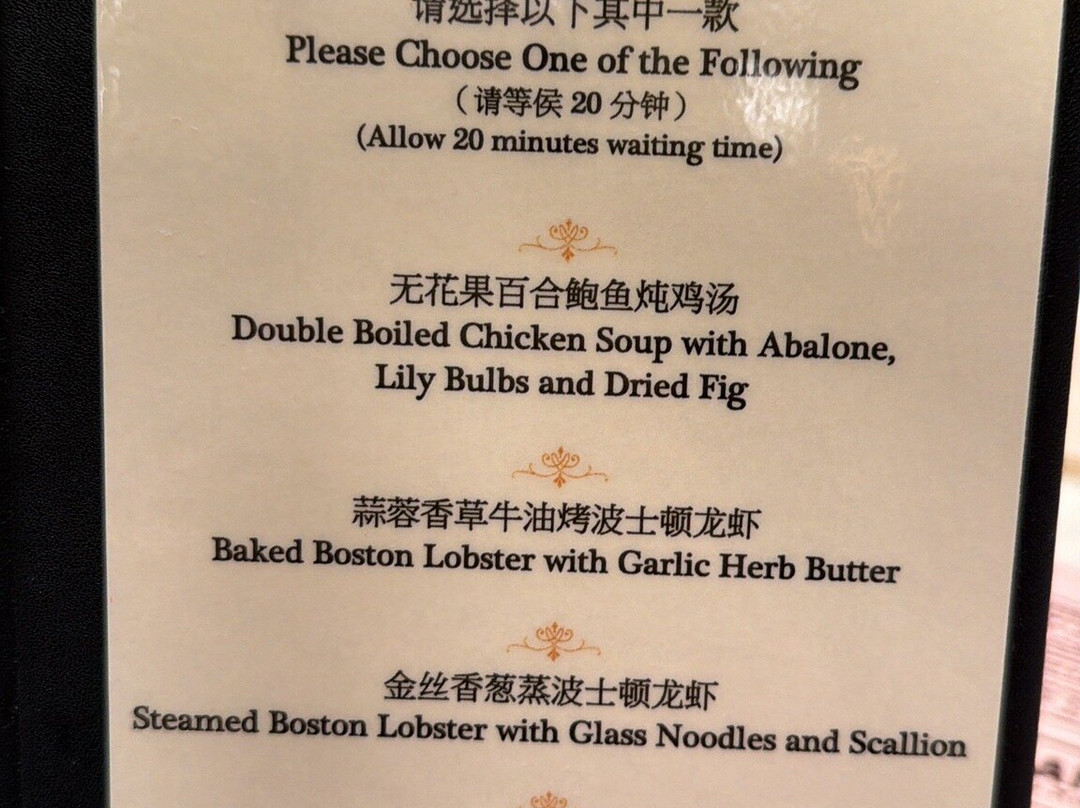 请选择以下其中一款
Please Choose One of the Following
（请等侯 20 分钟）
(Allow 20 minutes waiting time)
无花果百合鲍鱼炖鸡汤
Double Boiled Chicken Soup with Abalone,
Lily Bulbs and Dried Fig
蒜蓉香草牛油烤波士顿龙虾
Baked Boston Lobster with Garlic Herb Butter
金丝香葱蒸波士顿龙虾
Steamed Boston Lobster with Glass Noodles and Scallion